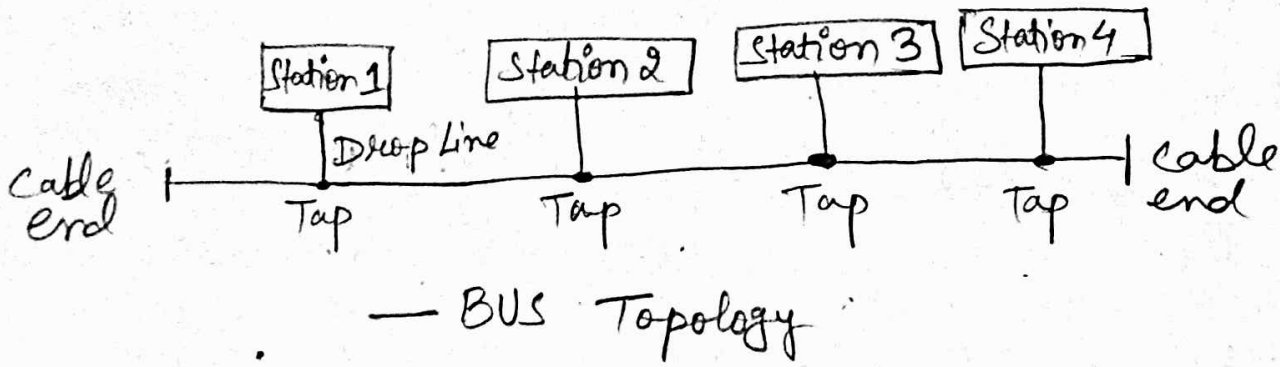 Station 1 Station 2 Station 3 Station 4
Drop Line
Cable end
Tap Tap Tap Tap
Cable end
— BUS Topology